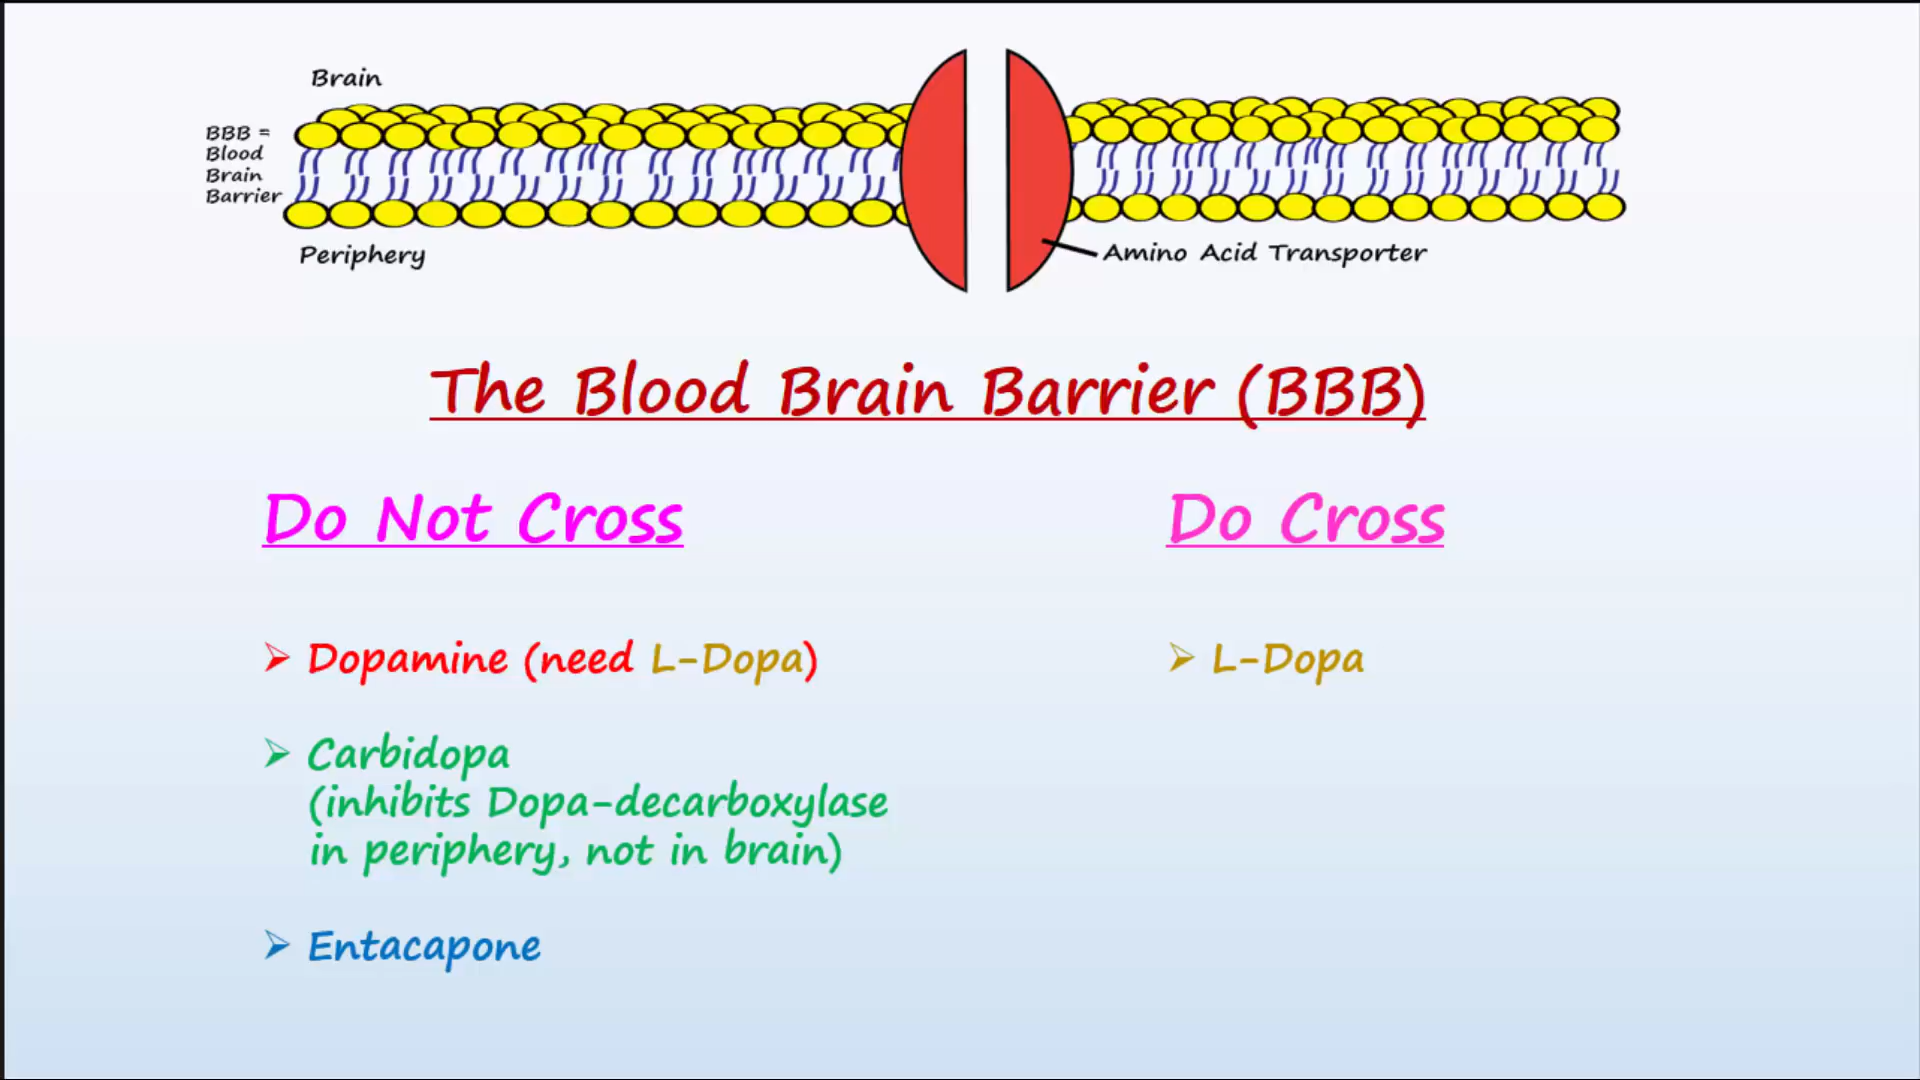 Brain
BBB =
Blood
Brain
Barrier
Periphery
Amino Acid Transporter
The Blood Brain Barrier (BBB)
Do Not Cross
➢ Dopamine (need L-Dopa)
➢ Carbidopa
(inhibits Dopa-decarboxylase
in periphery, not in brain)
➢ Entacapone
Do Cross
➢ L-Dopa